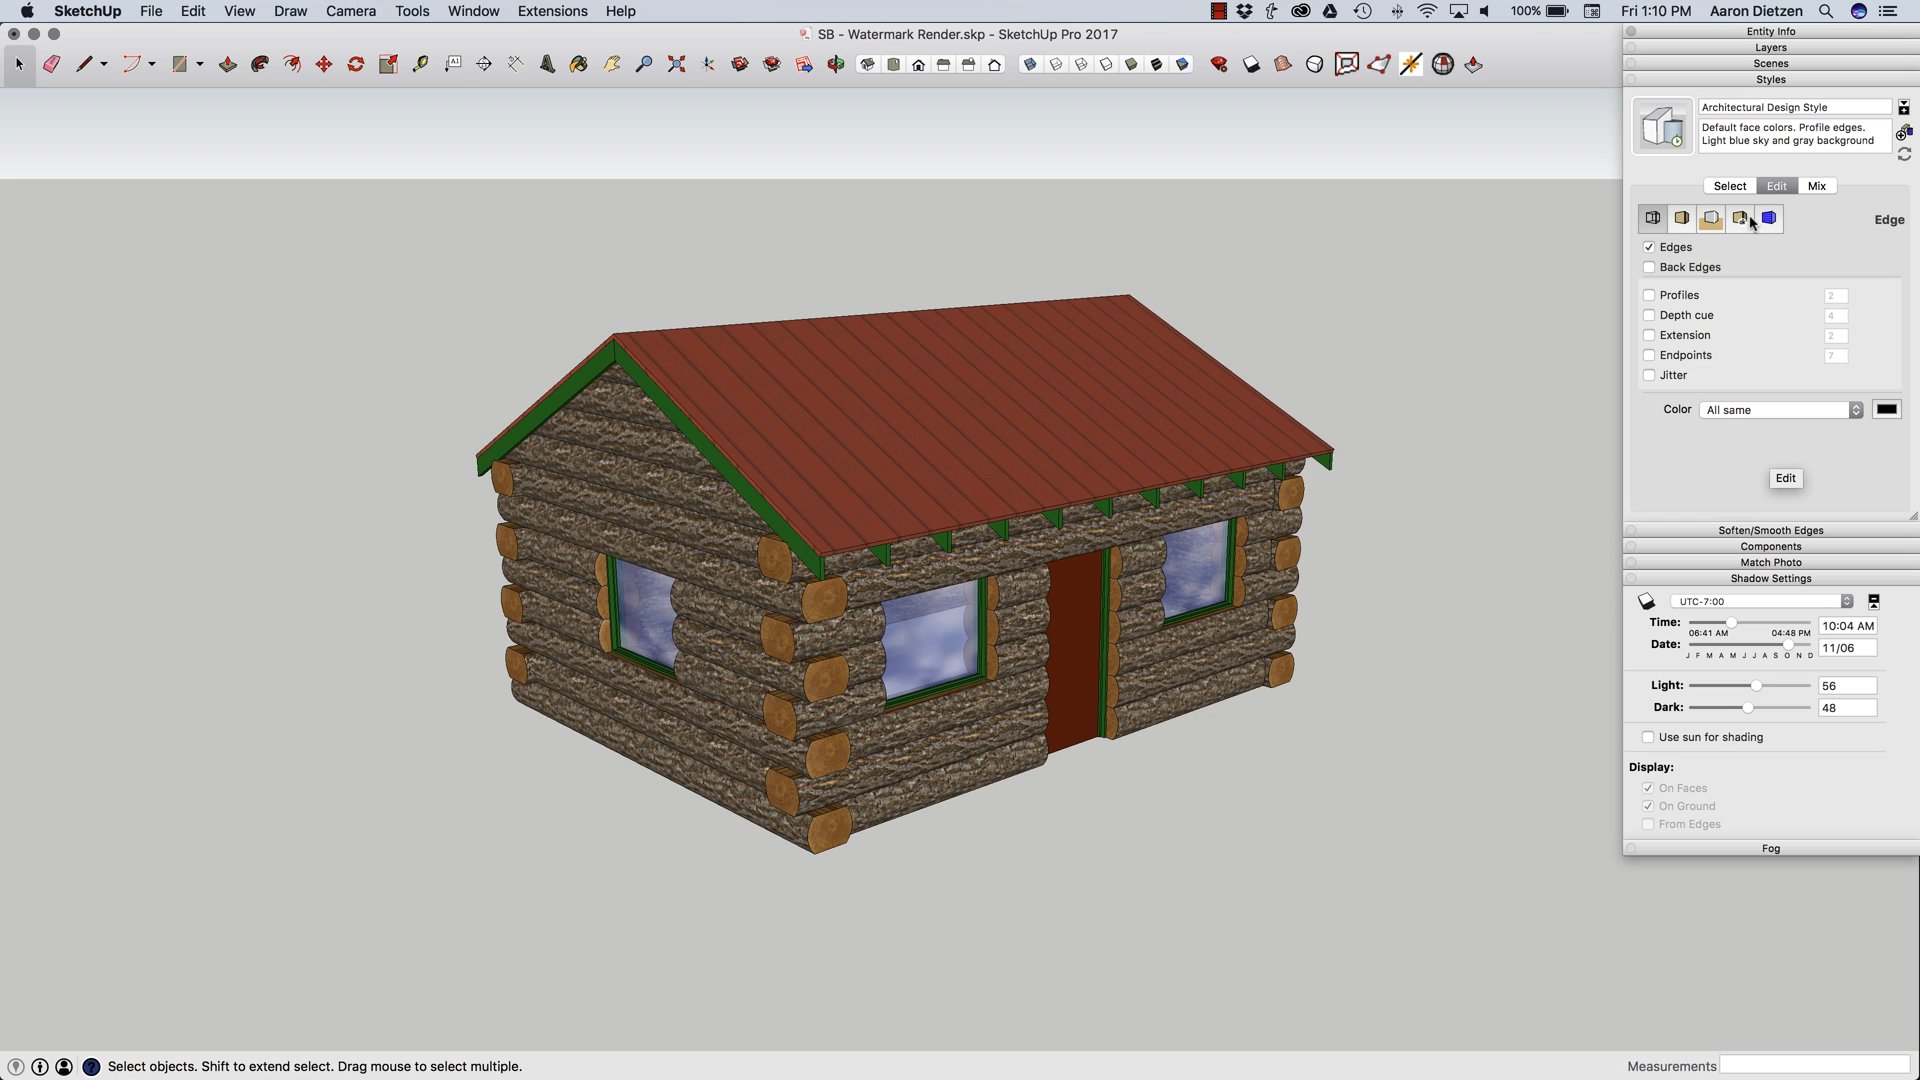 SketchUp File Edit View Draw Camera Tools Window Extensions Help 100% Fri 1:10 PM Aaron Dietzen
SB - Watermark Render.skp - SketchUp Pro 2017
Entity Info
Layers
Scenes
Styles
Architectural Design Style
Default face colors. Profile edges.
Light blue sky and gray background
Select Edit Mix
Edge
Edges
Back Edges
Profiles 2
Depth cue 4
Extension 2
Endpoints 7
Jitter
Color All same
Edit
Soften/Smooth Edges
Components
Match Photo
Shadow Settings
UTC-7:00
Time: 10:04 AM
06:41 AM 04:48 PM
Date: 11/06
J F M A M J J A S O N D
Light: 56
Dark: 48
Use sun for shading
Display:
On Faces
On Ground
From Edges
Fog
Select objects. Shift to extend select. Drag mouse to select multiple.
Measurements